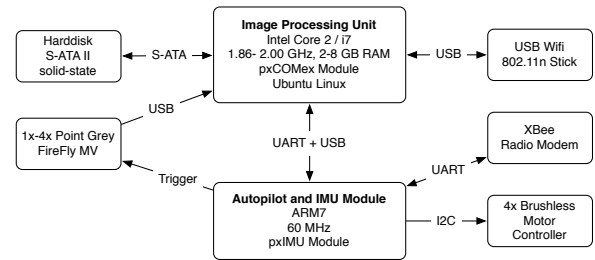 Image Processing Unit
Intel Core 2 / i7
1.86- 2.00 GHz, 2-8 GB RAM
pxCOMex Module
Ubuntu Linux
Harddisk
S-ATA II
solid-state
S-ATA
USB
USB Wifi
802.11n Stick
USB
1x-4x Point Grey
FireFly MV
UART + USB
XBee
Radio Modem
Trigger
UART
Autopilot and IMU Module
ARM7
60 MHz
pxIMU Module
I2C
4x Brushless
Motor
Controller